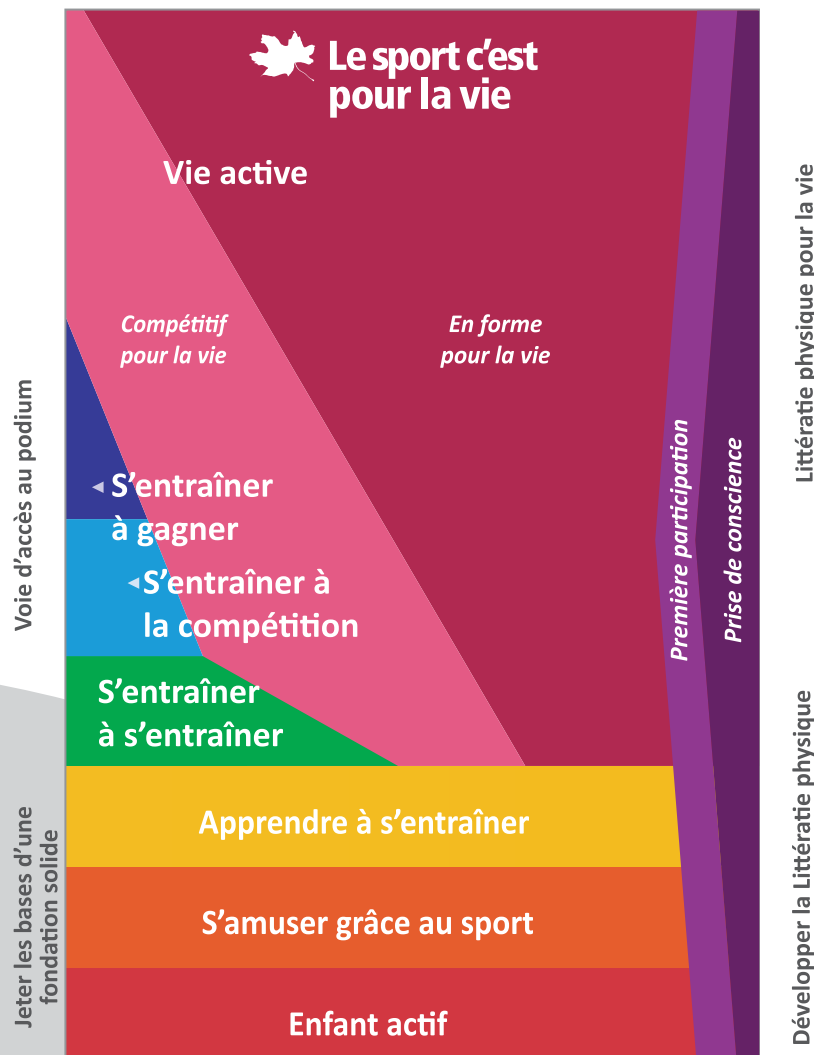 Le sport c'est
pour la vie
Vie active
Compétitif
pour la vie
En forme
pour la vie
S'entraîner
à gagner
S'entraîner à
la compétition
S'entraîner
à s'entraîner
Apprendre à s'entraîner
S'amuser grâce au sport
Enfant actif
Première participation
Prise de conscience
Voie d'accès au podium
Jeter les bases d'une
fondation solide
Littératie physique pour la vie
Développer la Littératie physique